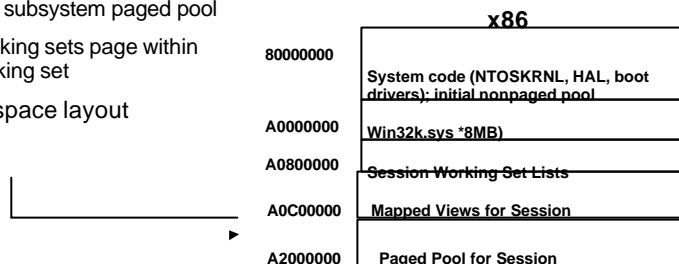 subsystem paged pool
king sets page within
king set
space layout
x86
80000000
System code (NTOSKRNL, HAL, boot
drivers); initial nonpaged pool
A0000000
Win32k.sys *8MB)
A0800000
Session Working Set Lists
A0C00000
Mapped Views for Session
A2000000
Paged Pool for Session